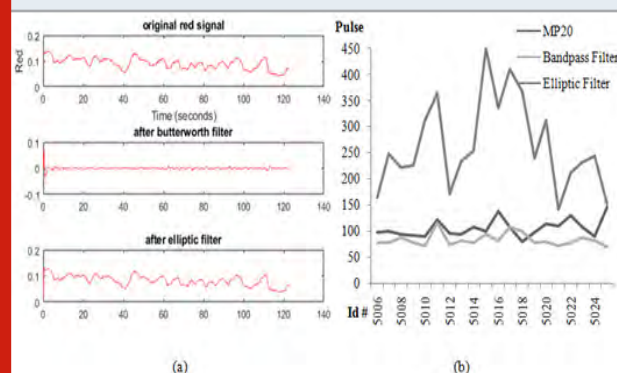 original red signal
0.2
0.1
0
Red
0 20 40 60 80 100 120 140
Time (seconds)
after butterworth filter
0.1
0
-0.1
0 20 40 60 80 100 120 140
after elliptic filter
0.2
0.1
0
0 20 40 60 80 100 120 140
(a)
Pulse
MP20
Bandpass Filter
Elliptic Filter
450
400
350
300
250
200
150
100
50
0
Id #
5006
5008
5010
5012
5014
5016
5018
5020
5022
5024
(b)